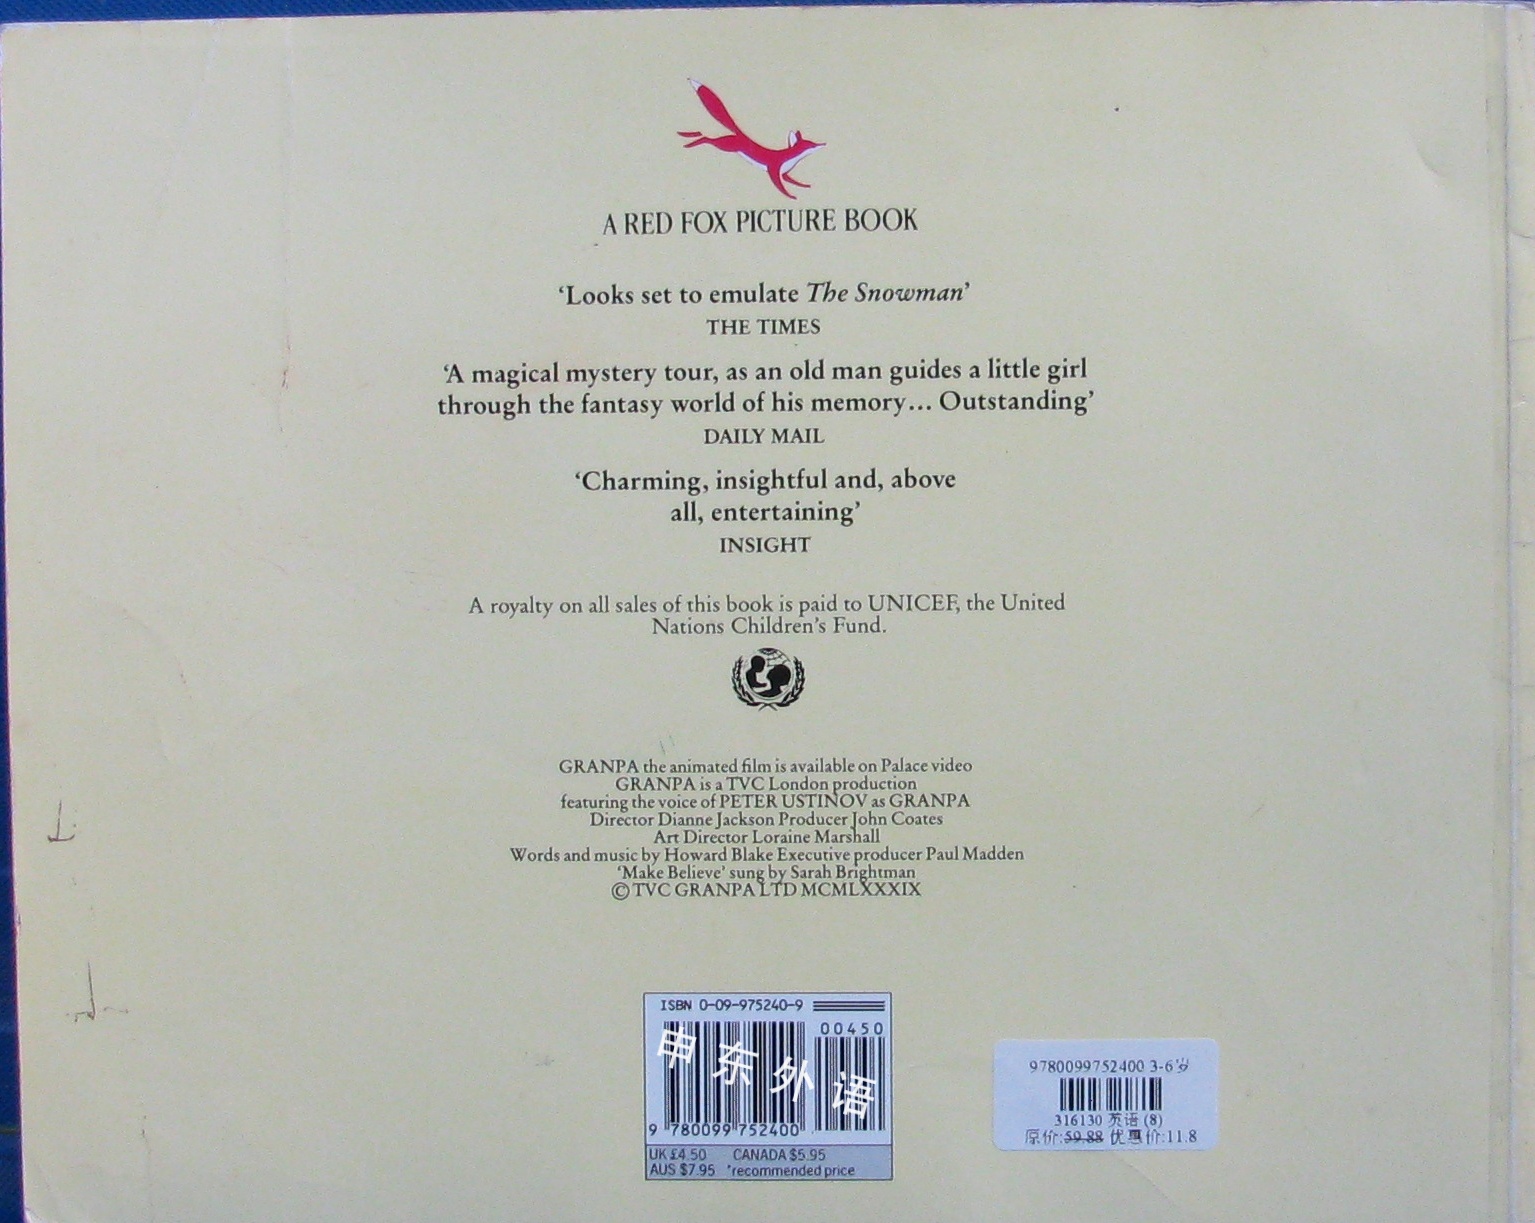 A RED FOX PICTURE BOOK
‘Looks set to emulate The Snowman’
THE TIMES
‘A magical mystery tour, as an old man guides a little girl
through the fantasy world of his memory... Outstanding’
DAILY MAIL
‘Charming, insightful and, above
all, entertaining’
INSIGHT
A royalty on all sales of this book is paid to UNICEF, the United
Nations Children’s Fund.
GRANPA the animated film is available on Palace video
GRANPA is a TVC London production
featuring the voice of PETER USTINOV as GRANPA
Director Dianne Jackson Producer John Coates
Art Director Loraine Marshall
Words and music by Howard Blake Executive producer Paul Madden
‘Make Believe’ sung by Sarah Brightman
©TVC GRANPA LTD MCMLXXXIX
ISBN 0-09-975240-9
00450
申东外语
9 780099 752400
UK £4.50 CANADA $5.95
AUS $7.95 *recommended price
9780099752400 3-6岁
316130 英语 (8)
原价:59.88 优惠价:11.8